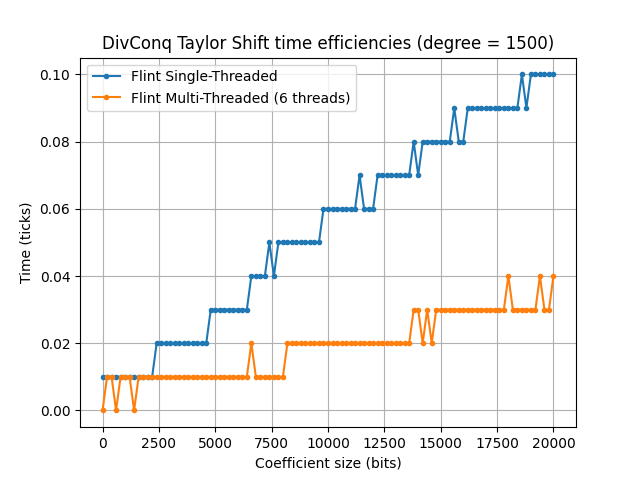 DivConq Taylor Shift time efficiencies (degree = 1500)
Flint Single-Threaded
Flint Multi-Threaded (6 threads)
0.10
0.08
0.06
0.04
0.02
0.00
Time (ticks)
0 2500 5000 7500 10000 12500 15000 17500 20000
Coefficient size (bits)